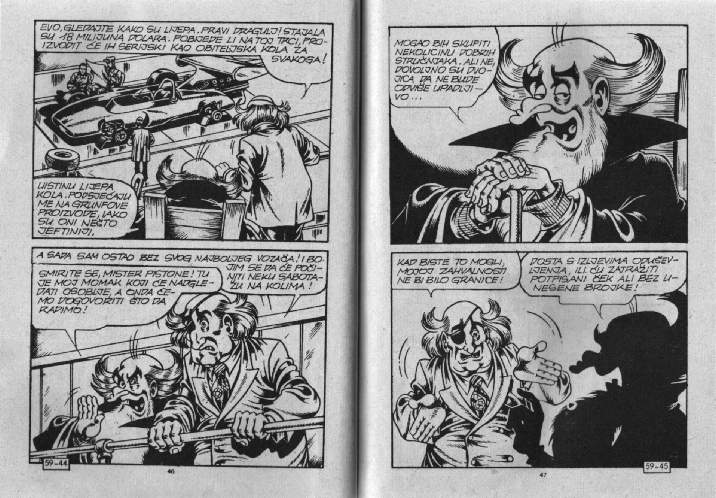 EVO, GLEDAJTE KAKO SU LIJEPA. PRAVI DRAGULJ! STAJALA
SU 18 MILIJUNA DOLARA. POBIJEDE LI NA TOJ TRCI, PRO-
IZVODIT ĆE IH SERIJSKI KAO OBITELJSKA KOLA ZA
SVAKOGA!
UISTINU LIJEPA
KOLA. PODSJEĆAJU
ME NA GRUNFOVE
PROIZVODE, IAKO
SU ONI NEŠTO
JEFTINIJI.
A SADA SAM OSTAO BEZ SVOG NAJBOLJEG VOZAČA! I BO-
JIM SE DA ĆE POČI-
NITI NEKU SABOTA-
ŽU NA KOLIMA!
SMIRITE SE, MISTER PISTONE! TU
JE MOJ MOMAK KOJI ĆE NADGLE-
DATI OSOBLJE, A ONDA ĆE-
MO DOGOVORITI ŠTO DA
RADIMO!
59-44
46
MOGAO BIH SKUPITI
NEKOLICINU DOBRIH
STRUČNJAKA. ALI NE,
DOVOLJNO SU DVO-
JICA DA NE BUDE
ODVIŠE UPADLJI-
VO...
KAD BISTE TO MOGLI,
MOJOJ ZAHVALNOSTI
NE BI BILO GRANICE!
DOSTA S IZLJEVIMA ODUŠEV-
LJENJA, ILI ĆU ZATRAŽITI
POTPISANI ČEK ALI BEZ U-
NESENE BROJKE!
59-45
47